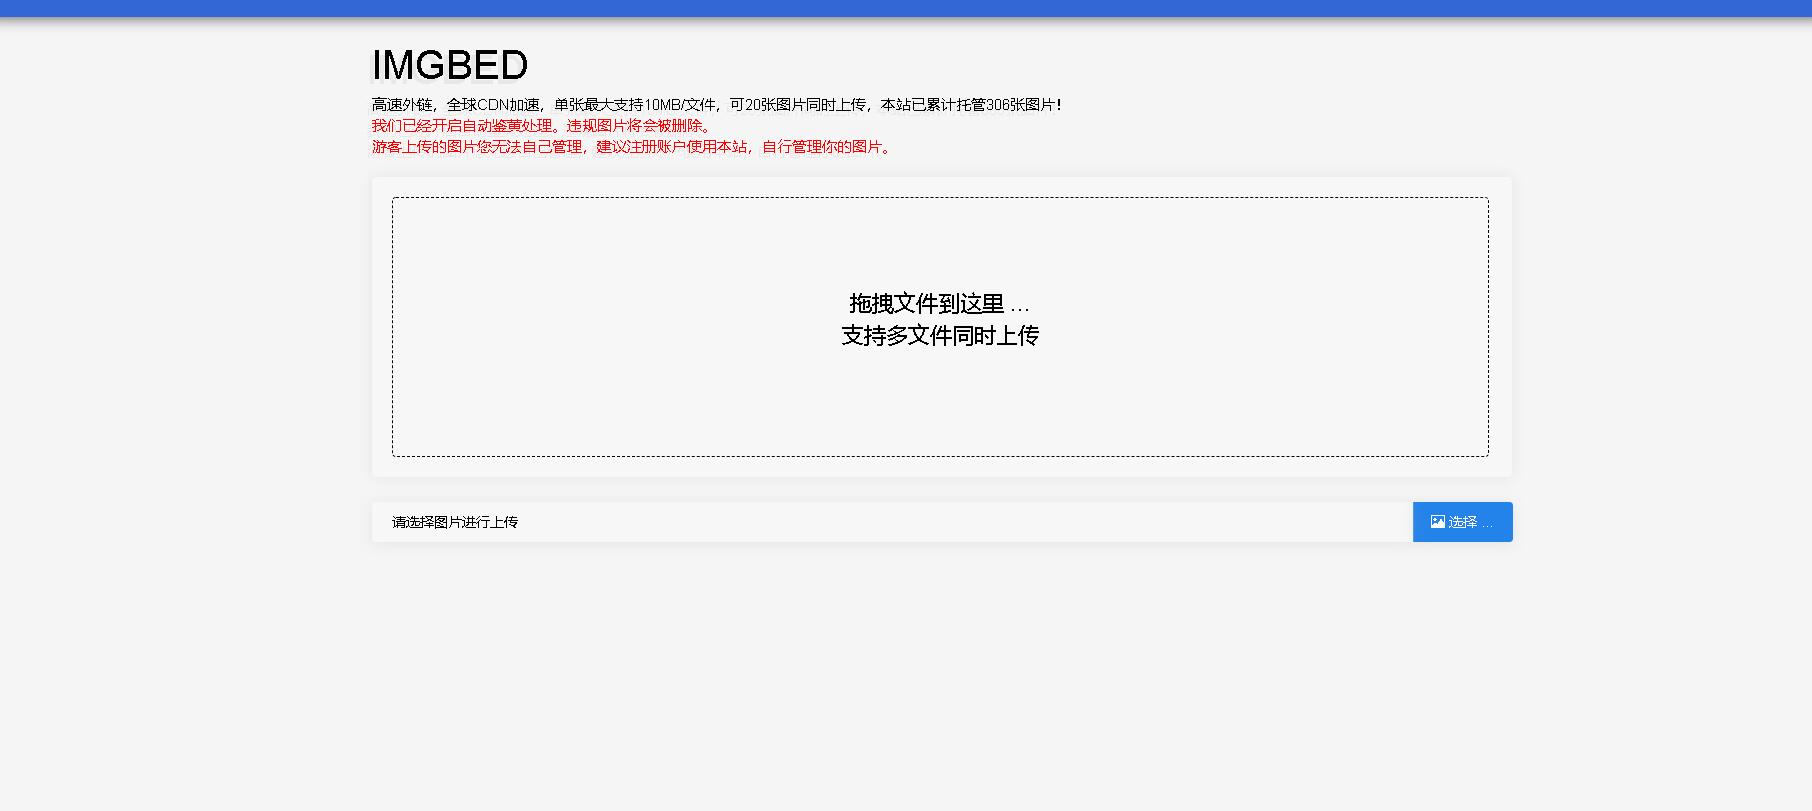 IMGBED
高速外链，全球CDN加速，单张最大支持10MB/文件，可20张图片同时上传，本站已累计托管306张图片！
我们已经开启自动鉴黄处理。违规图片将会被删除。
游客上传的图片您无法自己管理，建议注册账户使用本站，自行管理你的图片。
拖拽文件到这里 …
支持多文件同时上传
请选择图片进行上传
选择 …